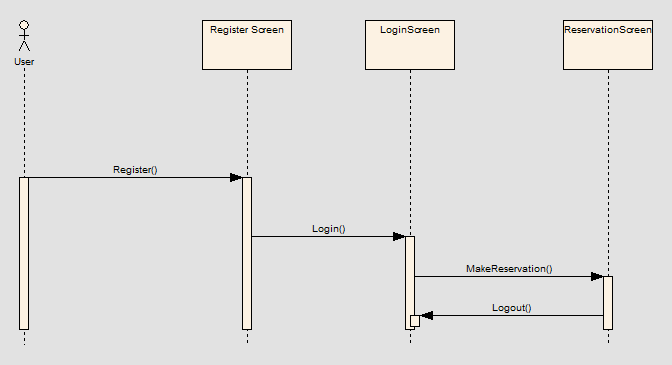 User
Register Screen
LoginScreen
ReservationScreen
Register()
Login()
MakeReservation()
Logout()